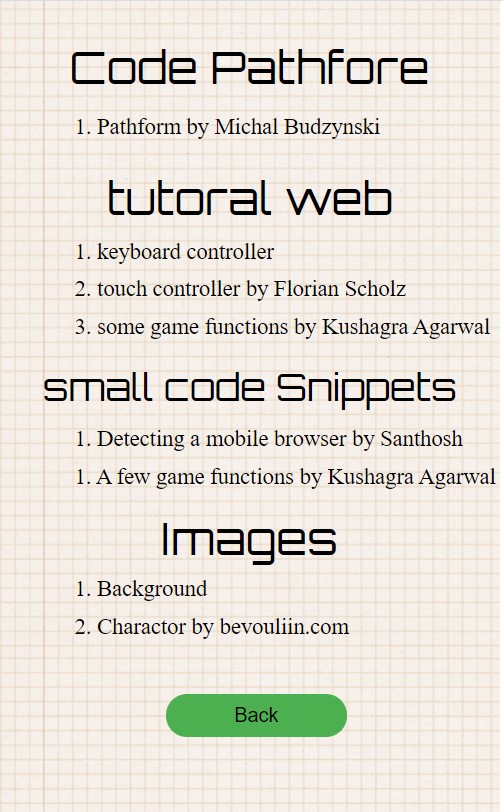 Code Pathfore
1. Pathform by Michal Budzynski
tutoral web
1. keyboard controller
2. touch controller by Florian Scholz
3. some game functions by Kushagra Agarwal
small code Snippets
1. Detecting a mobile browser by Santhosh
1. A few game functions by Kushagra Agarwal
Images
1. Background
2. Charactor by bevouliin.com
Back